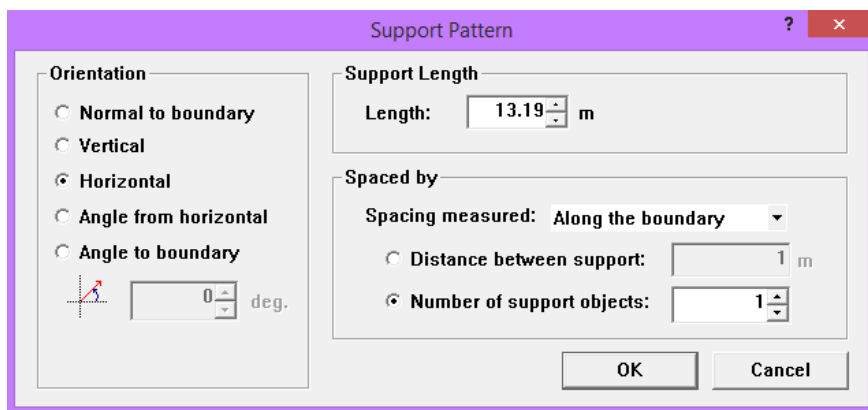 Support Pattern
? ×
Orientation
Normal to boundary
Vertical
Horizontal
Angle from horizontal
Angle to boundary
0 deg.
Support Length
Length: 13.19 m
Spaced by
Spacing measured: Along the boundary
Distance between support: 1 m
Number of support objects: 1
OK Cancel